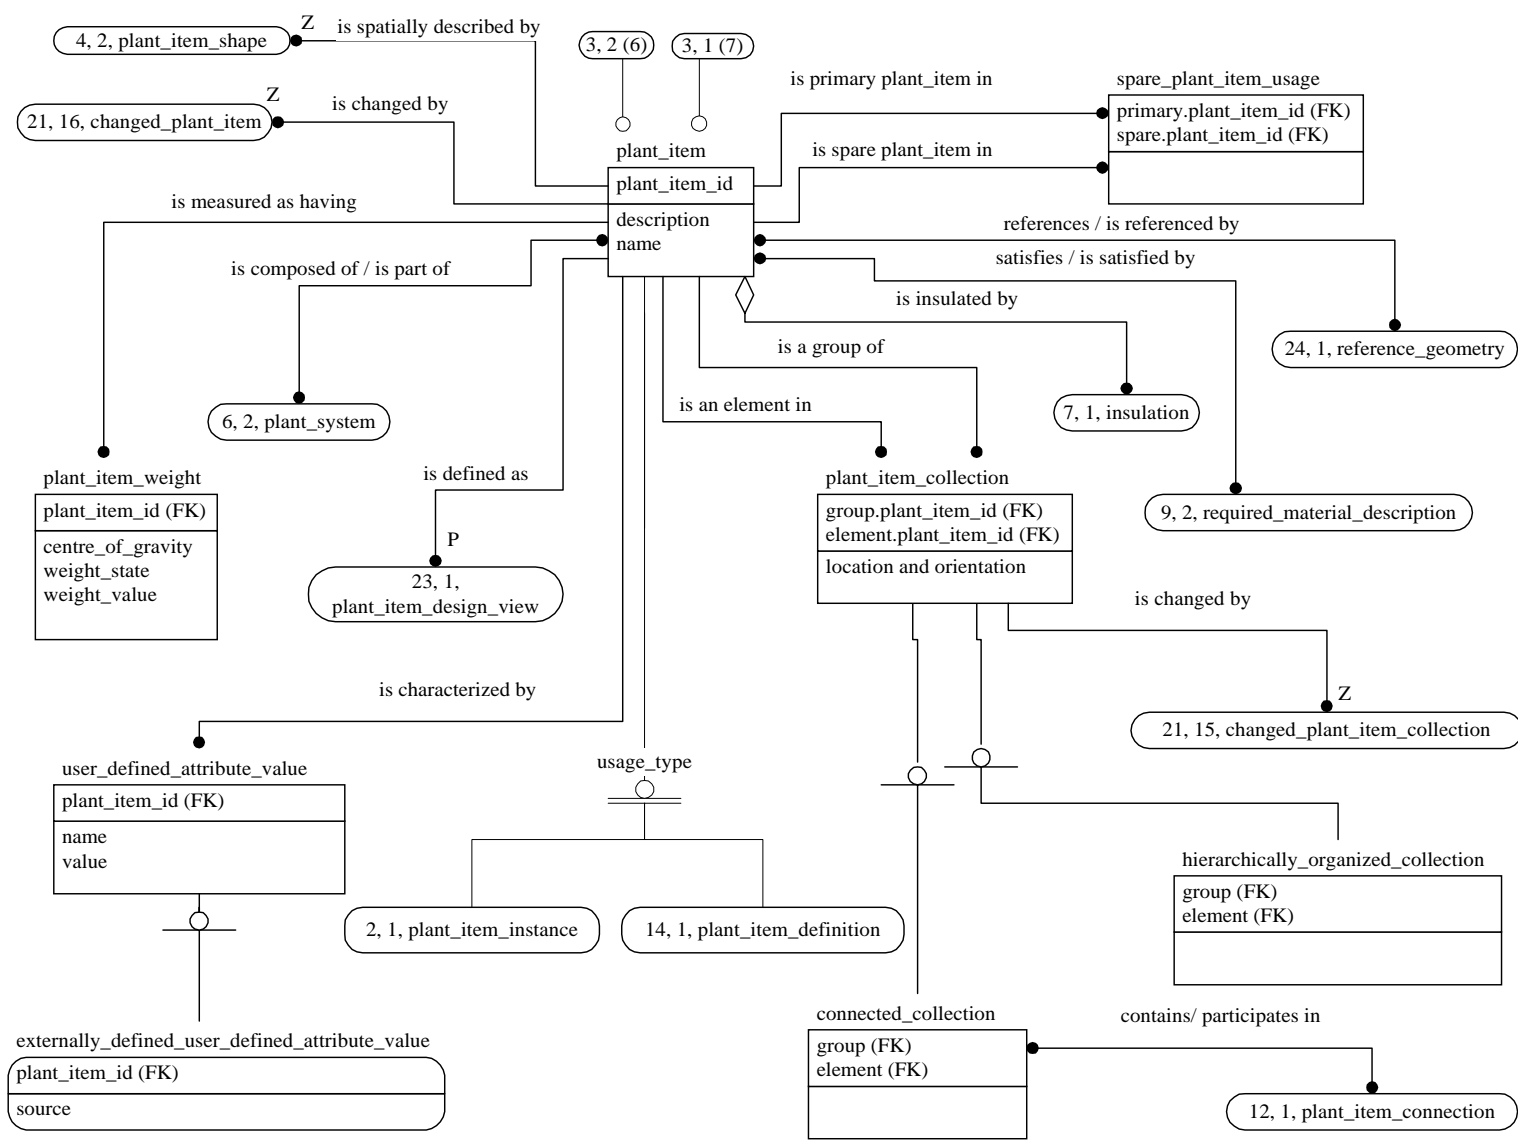 Z
is spatially described by
4, 2, plant_item_shape
3, 2 (6)
3, 1 (7)
is primary plant_item in
spare_plant_item_usage
primary.plant_item_id (FK)
spare.plant_item_id (FK)
Z
is changed by
21, 16, changed_plant_item
plant_item
is spare plant_item in
plant_item_id
description
name
is measured as having
references / is referenced by
is composed of / is part of
satisfies / is satisfied by
is insulated by
is a group of
24, 1, reference_geometry
6, 2, plant_system
is an element in
7, 1, insulation
plant_item_weight
plant_item_id (FK)
centre_of_gravity
weight_state
weight_value
is defined as
P
23, 1,
plant_item_design_view
plant_item_collection
group.plant_item_id (FK)
element.plant_item_id (FK)
location and orientation
9, 2, required_material_description
is changed by
Z
21, 15, changed_plant_item_collection
is characterized by
user_defined_attribute_value
plant_item_id (FK)
name
value
usage_type
2, 1, plant_item_instance
14, 1, plant_item_definition
hierarchically_organized_collection
group (FK)
element (FK)
externally_defined_user_defined_attribute_value
plant_item_id (FK)
source
connected_collection
group (FK)
element (FK)
contains/ participates in
12, 1, plant_item_connection